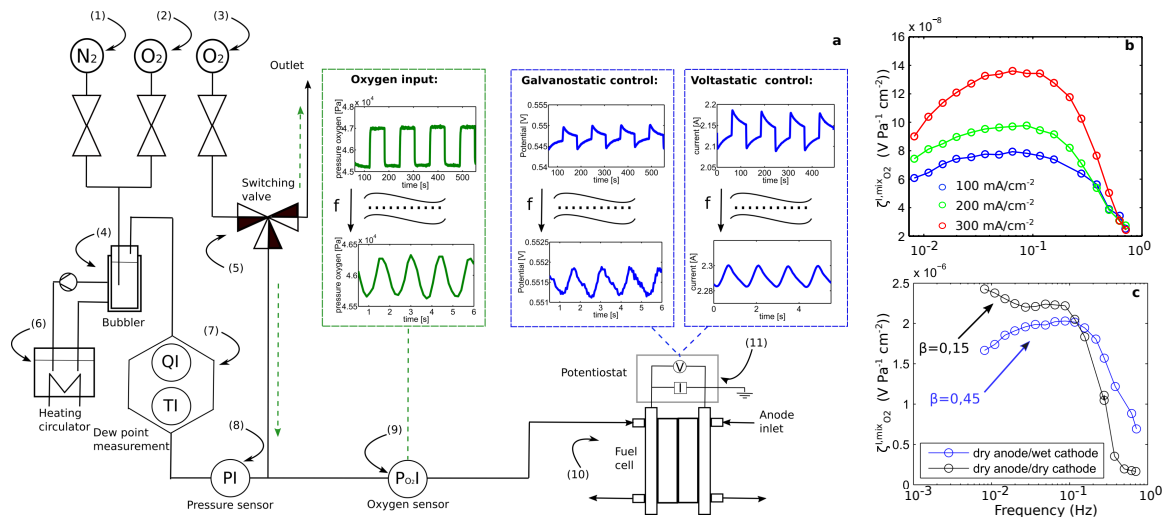 a
(1)
(2)
(3)
N2
O2
O2
Outlet
Switching
valve
(4)
(5)
Bubbler
(6)
Heating
circulator
(7)
QI
TI
Dew point
measurement
(8)
PI
Pressure sensor
(9)
PO2I
Oxygen sensor
Oxygen input:
pressure oxygen [Pa]
x 10^4
4.8
4.7
4.6
4.5
0 100 200 300 400 500
time [s]
f
pressure oxygen [Pa]
x 10^4
4.65
4.6
4.55
1 2 3 4 5 6
time [s]
Galvanostatic control:
Potential [V]
0.555
0.55
0.545
0.54
0 100 200 300 400 500
time [s]
f
Potential [V]
0.5525
0.552
0.5515
0.551
1 2 3 4 5 6
time [s]
Voltastatic control:
current [A]
2.2
2.15
2.1
2.05
0 100 200 300 400 500
time [s]
f
current [A]
2.3
2.28
0 2 4
time [s]
Potentiostat
(11)
V
I
(10)
Fuel
cell
Anode
inlet
b
x 10^-8
ζ^I,mix_O2 (V Pa^-1 cm^-2))
16
14
12
10
8
6
4
2
100 mA/cm^-2
200 mA/cm^-2
300 mA/cm^-2
10^-2 10^-1 10^0
c
x 10^-6
ζ^I,mix_O2 (V Pa^-1 cm^-2))
2.5
2
1.5
1
0.5
0
β=0,15
β=0,45
dry anode/wet cathode
dry anode/dry cathode
10^-3 10^-2 10^-1 10^0
Frequency (Hz)